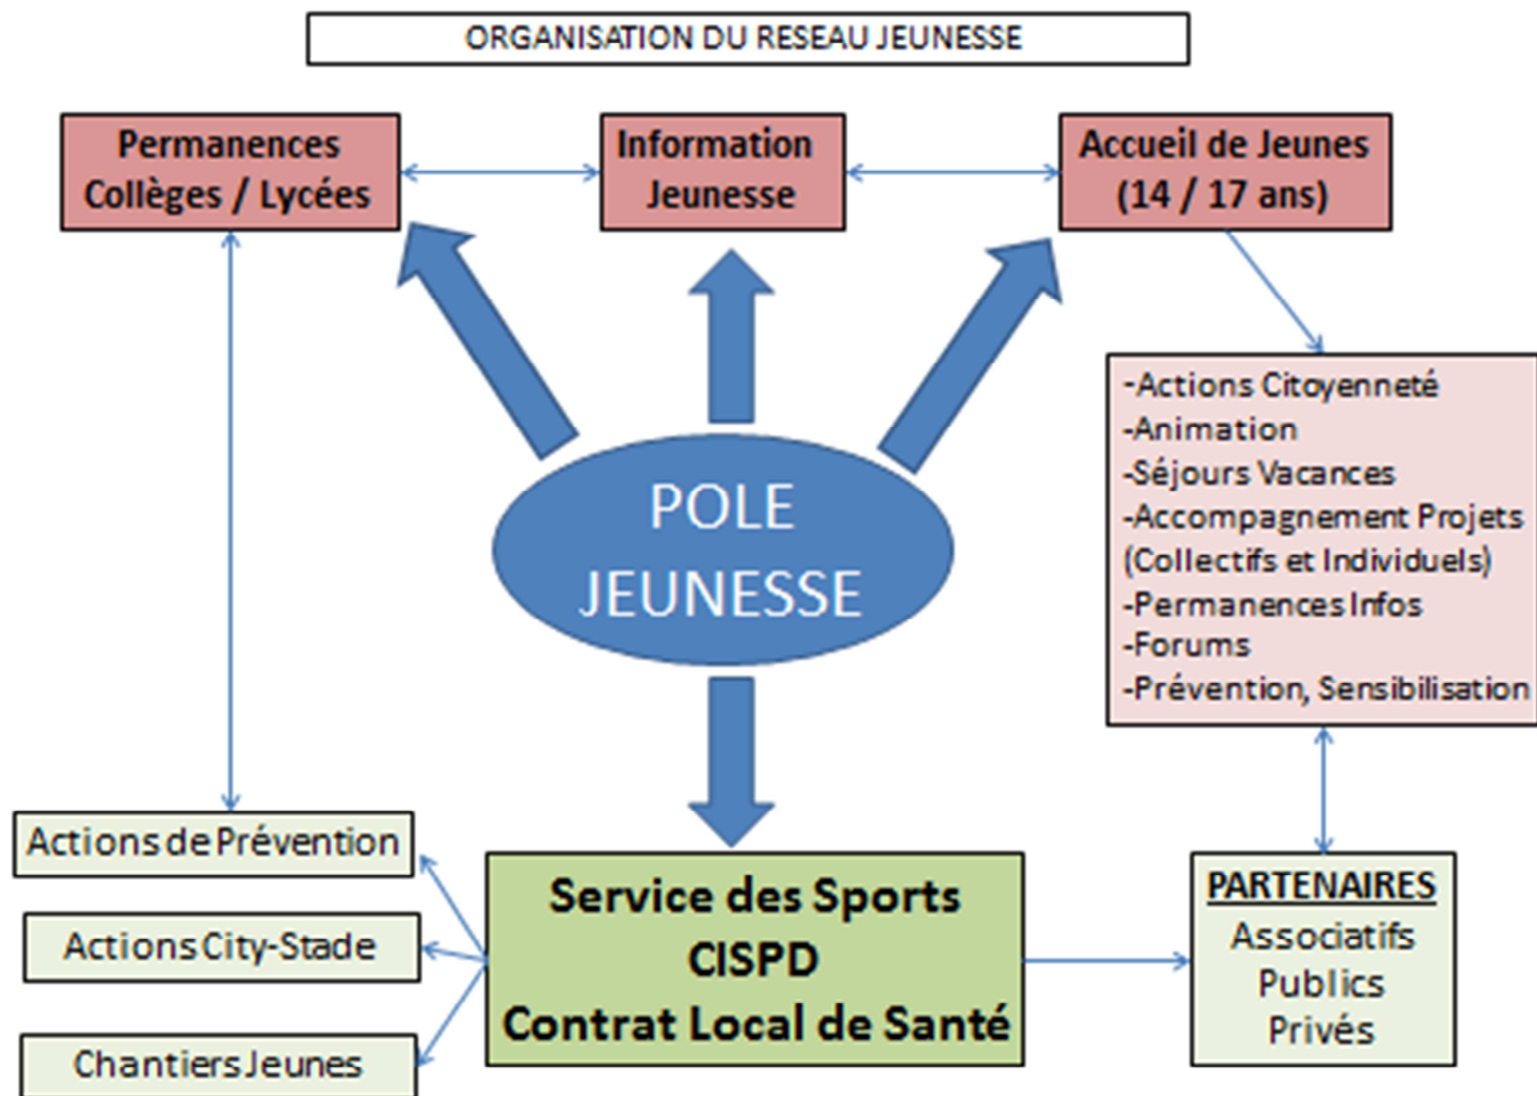 ORGANISATION DU RESEAU JEUNESSE
Permanences
Collèges / Lycées
Information
Jeunesse
Accueil de Jeunes
(14 / 17 ans)
-Actions Citoyenneté
-Animation
-Séjours Vacances
-Accompagnement Projets
(Collectifs et Individuels)
-Permanences Infos
-Forums
-Prévention, Sensibilisation
POLE
JEUNESSE
Actions de Prévention
Actions City-Stade
Chantiers Jeunes
Service des Sports
CISPD
Contrat Local de Santé
PARTENAIRES
Associatifs
Publics
Privés